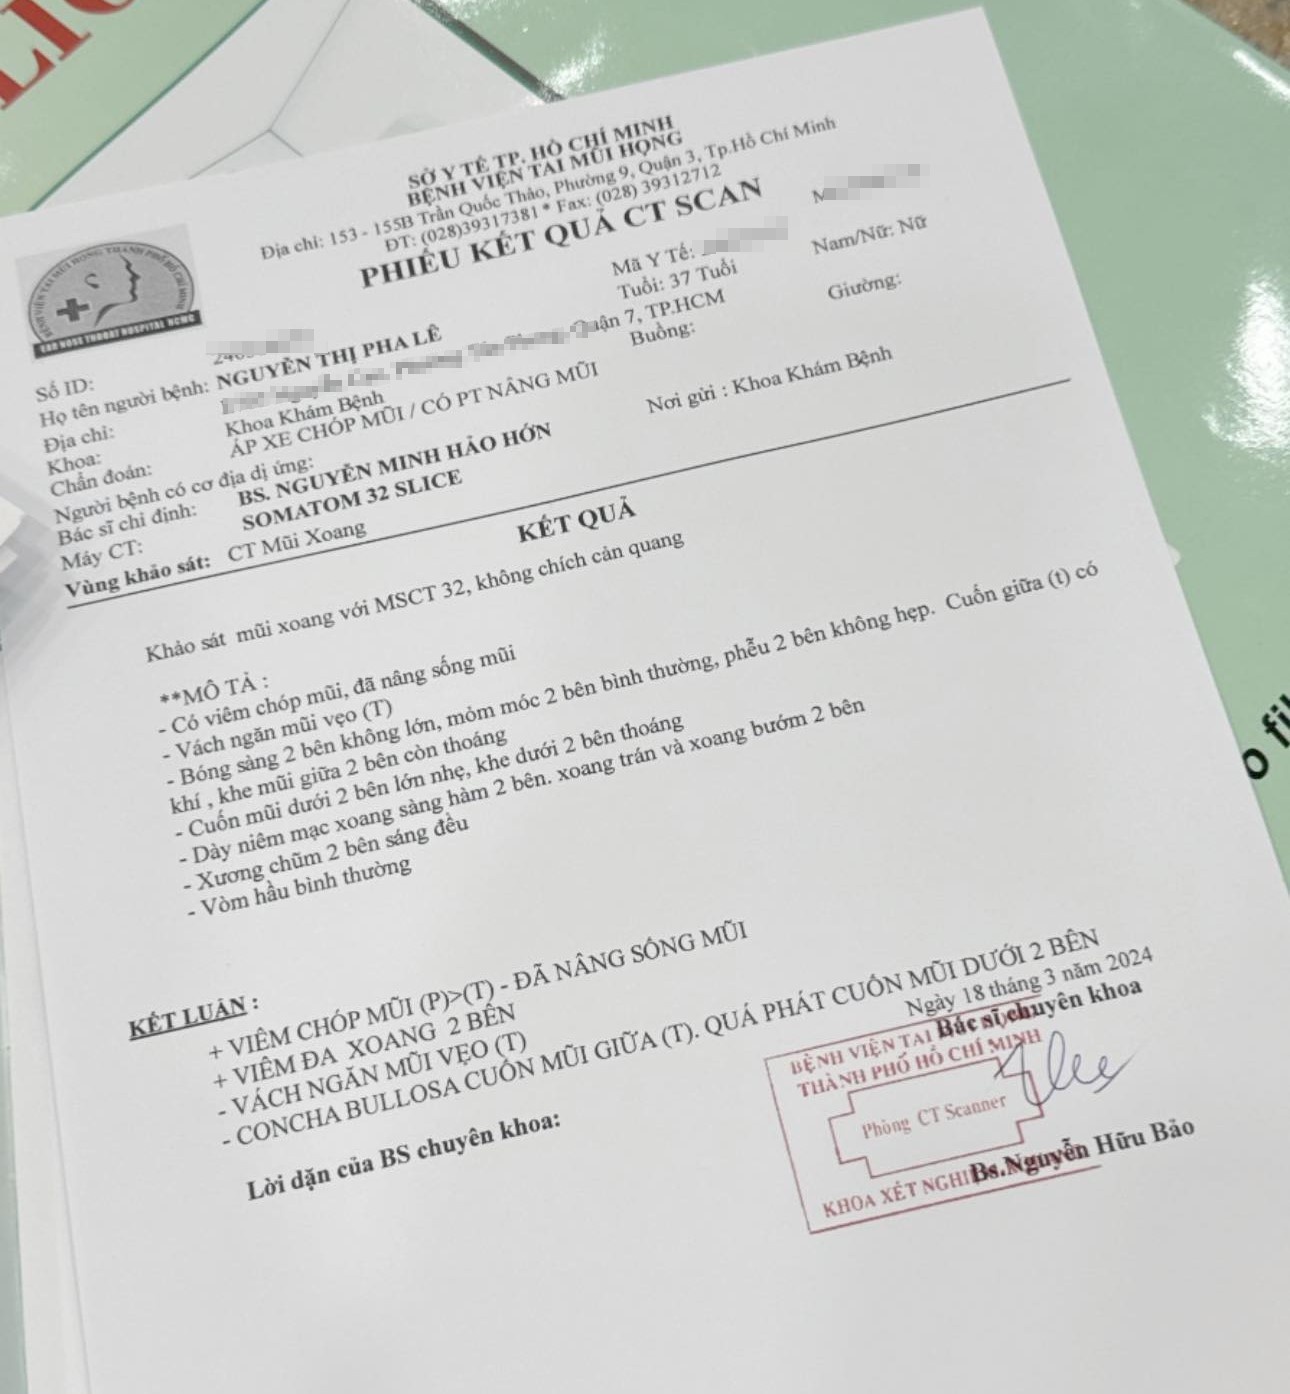 SỞ Y TẾ TP. HỒ CHÍ MINH
BỆNH VIỆN TAI MŨI HỌNG
Địa chỉ: 153 - 155B Trần Quốc Thảo, Phường 9, Quận 3, Tp.Hồ Chí Minh
ĐT: (028)39317381 * Fax: (028) 39312712
PHIẾU KẾT QUẢ CT SCAN
EAR NOSE THROAT HOSPITAL HCMC
Số ID:
Mã Y Tế:
Họ tên người bệnh: NGUYỄN THỊ PHA LÊ
Tuổi: 37 Tuổi
Nam/Nữ: Nữ
Địa chỉ: Quận 7, TP.HCM
Khoa: Khoa Khám Bệnh
Buồng:
Giường:
Chẩn đoán: ÁP XE CHÓP MŨI / CÓ PT NÂNG MŨI
Người bệnh có cơ địa dị ứng:
Bác sĩ chỉ định: BS. NGUYỄN MINH HẢO HỚN
Nơi gửi : Khoa Khám Bệnh
Máy CT: SOMATOM 32 SLICE
Vùng khảo sát: CT Mũi Xoang
KẾT QUẢ
Khảo sát mũi xoang với MSCT 32, không chích cản quang
**MÔ TẢ :
- Có viêm chóp mũi, đã nâng sống mũi
- Vách ngăn mũi vẹo (T)
- Bóng sàng 2 bên không lớn, mỏm móc 2 bên bình thường, phễu 2 bên không hẹp. Cuốn giữa (t) có
khí , khe mũi giữa 2 bên còn thoáng
- Cuốn mũi dưới 2 bên lớn nhẹ, khe dưới 2 bên thoáng
- Dày niêm mạc xoang sàng hàm 2 bên. xoang trán và xoang bướm 2 bên
- Xương chũm 2 bên sáng đều
- Vòm hầu bình thường
KẾT LUẬN :
+ VIÊM CHÓP MŨI (P)>(T) - ĐÃ NÂNG SỐNG MŨI
+ VIÊM ĐA XOANG 2 BÊN
- VÁCH NGĂN MŨI VẸO (T)
- CONCHA BULLOSA CUỐN MŨI GIỮA (T). QUÁ PHÁT CUỐN MŨI DƯỚI 2 BÊN
Ngày 18 tháng 3 năm 2024
Bác sĩ chuyên khoa
Lời dặn của BS chuyên khoa:
BỆNH VIỆN TAI
THÀNH PHỐ HỒ CHÍ MINH
Phòng CT Scanner
KHOA XÉT NGHI
Bs.Nguyễn Hữu Bảo